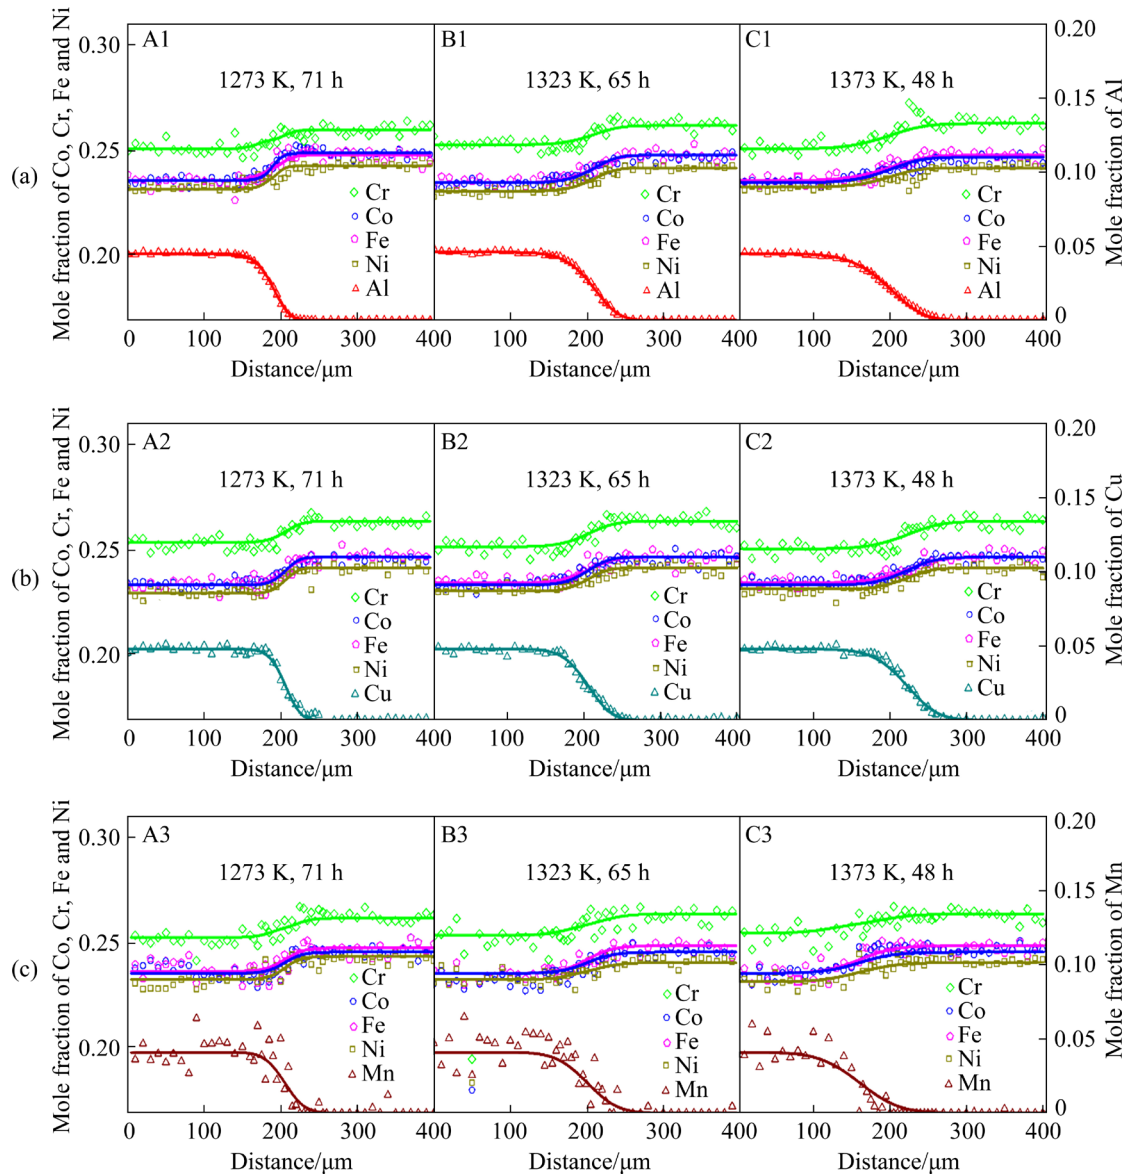 Mole fraction of Co, Cr, Fe and Ni
0.30
0.25
0.20
(a)
A1
1273 K, 71 h
Cr
Co
Fe
Ni
Al
B1
1323 K, 65 h
Cr
Co
Fe
Ni
Al
C1
1373 K, 48 h
Cr
Co
Fe
Ni
Al
0.20
0.15
0.10
0.05
0
Mole fraction of Al
0 100 200 300 400 100 200 300 400 100 200 300 400
Distance/μm Distance/μm Distance/μm
Mole fraction of Co, Cr, Fe and Ni
0.30
0.25
0.20
(b)
A2
1273 K, 71 h
Cr
Co
Fe
Ni
Cu
B2
1323 K, 65 h
Cr
Co
Fe
Ni
Cu
C2
1373 K, 48 h
Cr
Co
Fe
Ni
Cu
0.20
0.15
0.10
0.05
0
Mole fraction of Cu
0 100 200 300 400 100 200 300 400 100 200 300 400
Distance/μm Distance/μm Distance/μm
Mole fraction of Co, Cr, Fe and Ni
0.30
0.25
0.20
(c)
A3
1273 K, 71 h
Cr
Co
Fe
Ni
Mn
B3
1323 K, 65 h
Cr
Co
Fe
Ni
Mn
C3
1373 K, 48 h
Cr
Co
Fe
Ni
Mn
0.20
0.15
0.10
0.05
0
Mole fraction of Mn
0 100 200 300 400 100 200 300 400 100 200 300 400
Distance/μm Distance/μm Distance/μm